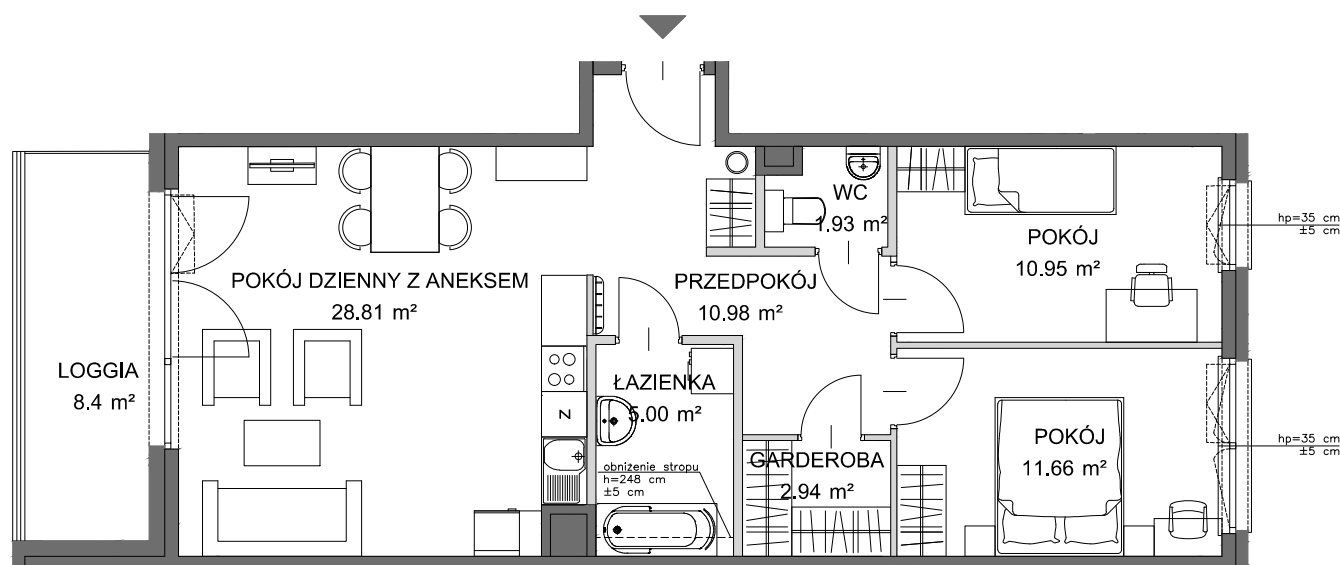 WC
1.93 m²
POKÓJ
10.95 m²
hp=35 cm
±5 cm
POKÓJ DZIENNY Z ANEKSEM
28.81 m²
PRZEDPOKÓJ
10.98 m²
LOGGIA
8.4 m²
ŁAZIENKA
5.00 m²
N
POKÓJ
11.66 m²
hp=35 cm
±5 cm
GARDEROBA
2.94 m²
obniżenie stropu
h=248 cm
±5 cm